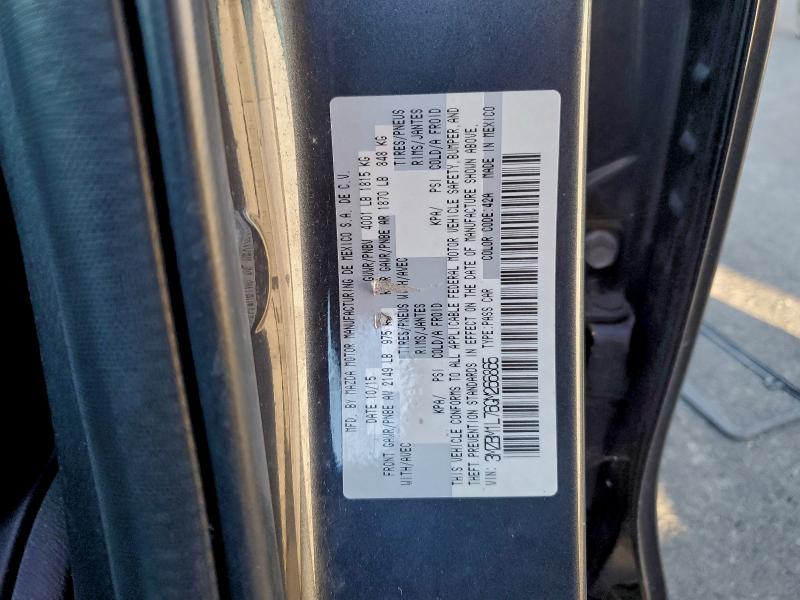 MFD. BY MAZDA MOTOR MANUFACTURING DE MEXICO S.A. DE C.V.
DATE 10/15 GVWR/PNBV 4001 LB 1815 KG
FRONT GAWR/PNBE AV 2149 LB 975 GAWR/PNBE AR 1870 LB 848 KG
WITH/AVEC TIRES/PNEUS WITH/AVEC TIRES/PNEUS
RIMS/JANTES RIMS/JANTES
KPA/ PSI COLD/A FROID KPA/ PSI COLD/A FROID
THIS VEHICLE CONFORMS TO ALL APPLICABLE FEDERAL MOTOR VEHICLE SAFETY, BUMPER, AND
THEFT PREVENTION STANDARDS IN EFFECT ON THE DATE OF MANUFACTURE SHOWN ABOVE.
VIN: 3MZBM1L76GM266865 TYPE:PASS CAR COLOR CODE:42A MADE IN MEXICO